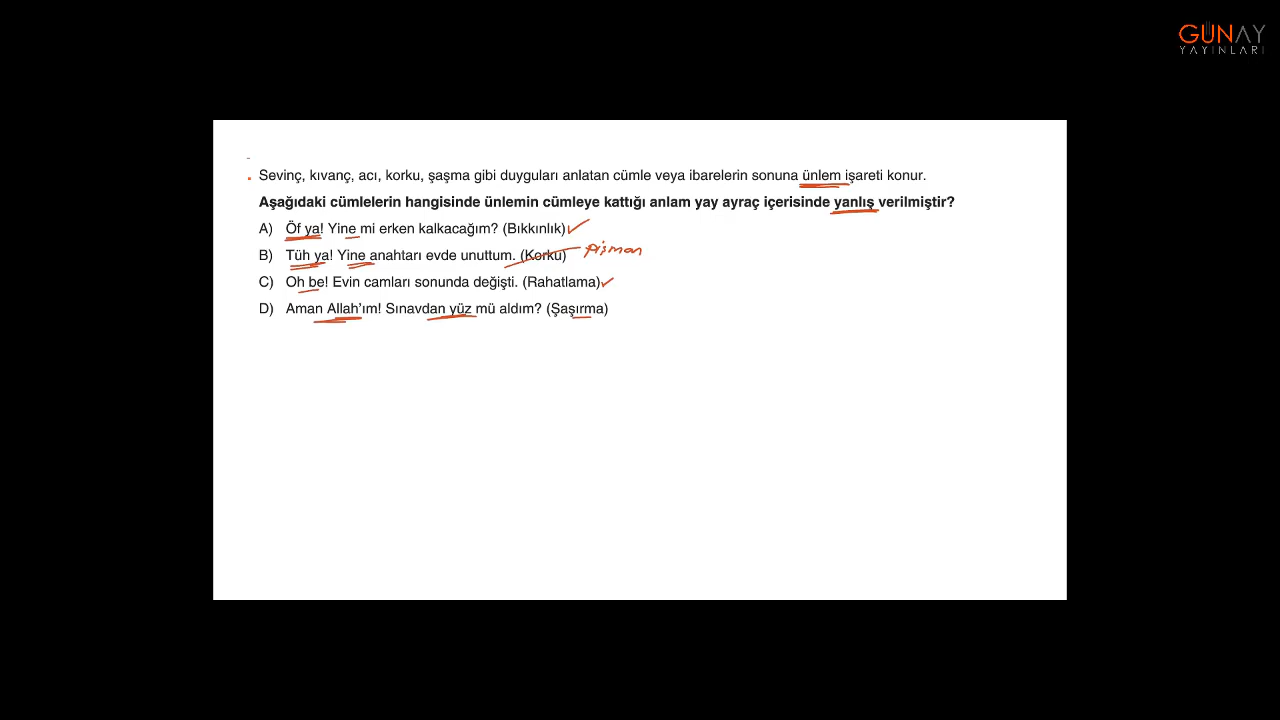 GÜNAY
YAYINLARI
Sevinç, kıvanç, acı, korku, şaşma gibi duyguları anlatan cümle veya ibarelerin sonuna ünlem işareti konur.
Aşağıdaki cümlelerin hangisinde ünlemin cümleye kattığı anlam yay ayraç içerisinde yanlış verilmiştir?
A) Öf ya! Yine mi erken kalkacağım? (Bıkkınlık)
B) Tüh ya! Yine anahtarı evde unuttum. (Korku) Pişman
C) Oh be! Evin camları sonunda değişti. (Rahatlama)
D) Aman Allah'ım! Sınavdan yüz mü aldım? (Şaşırma)